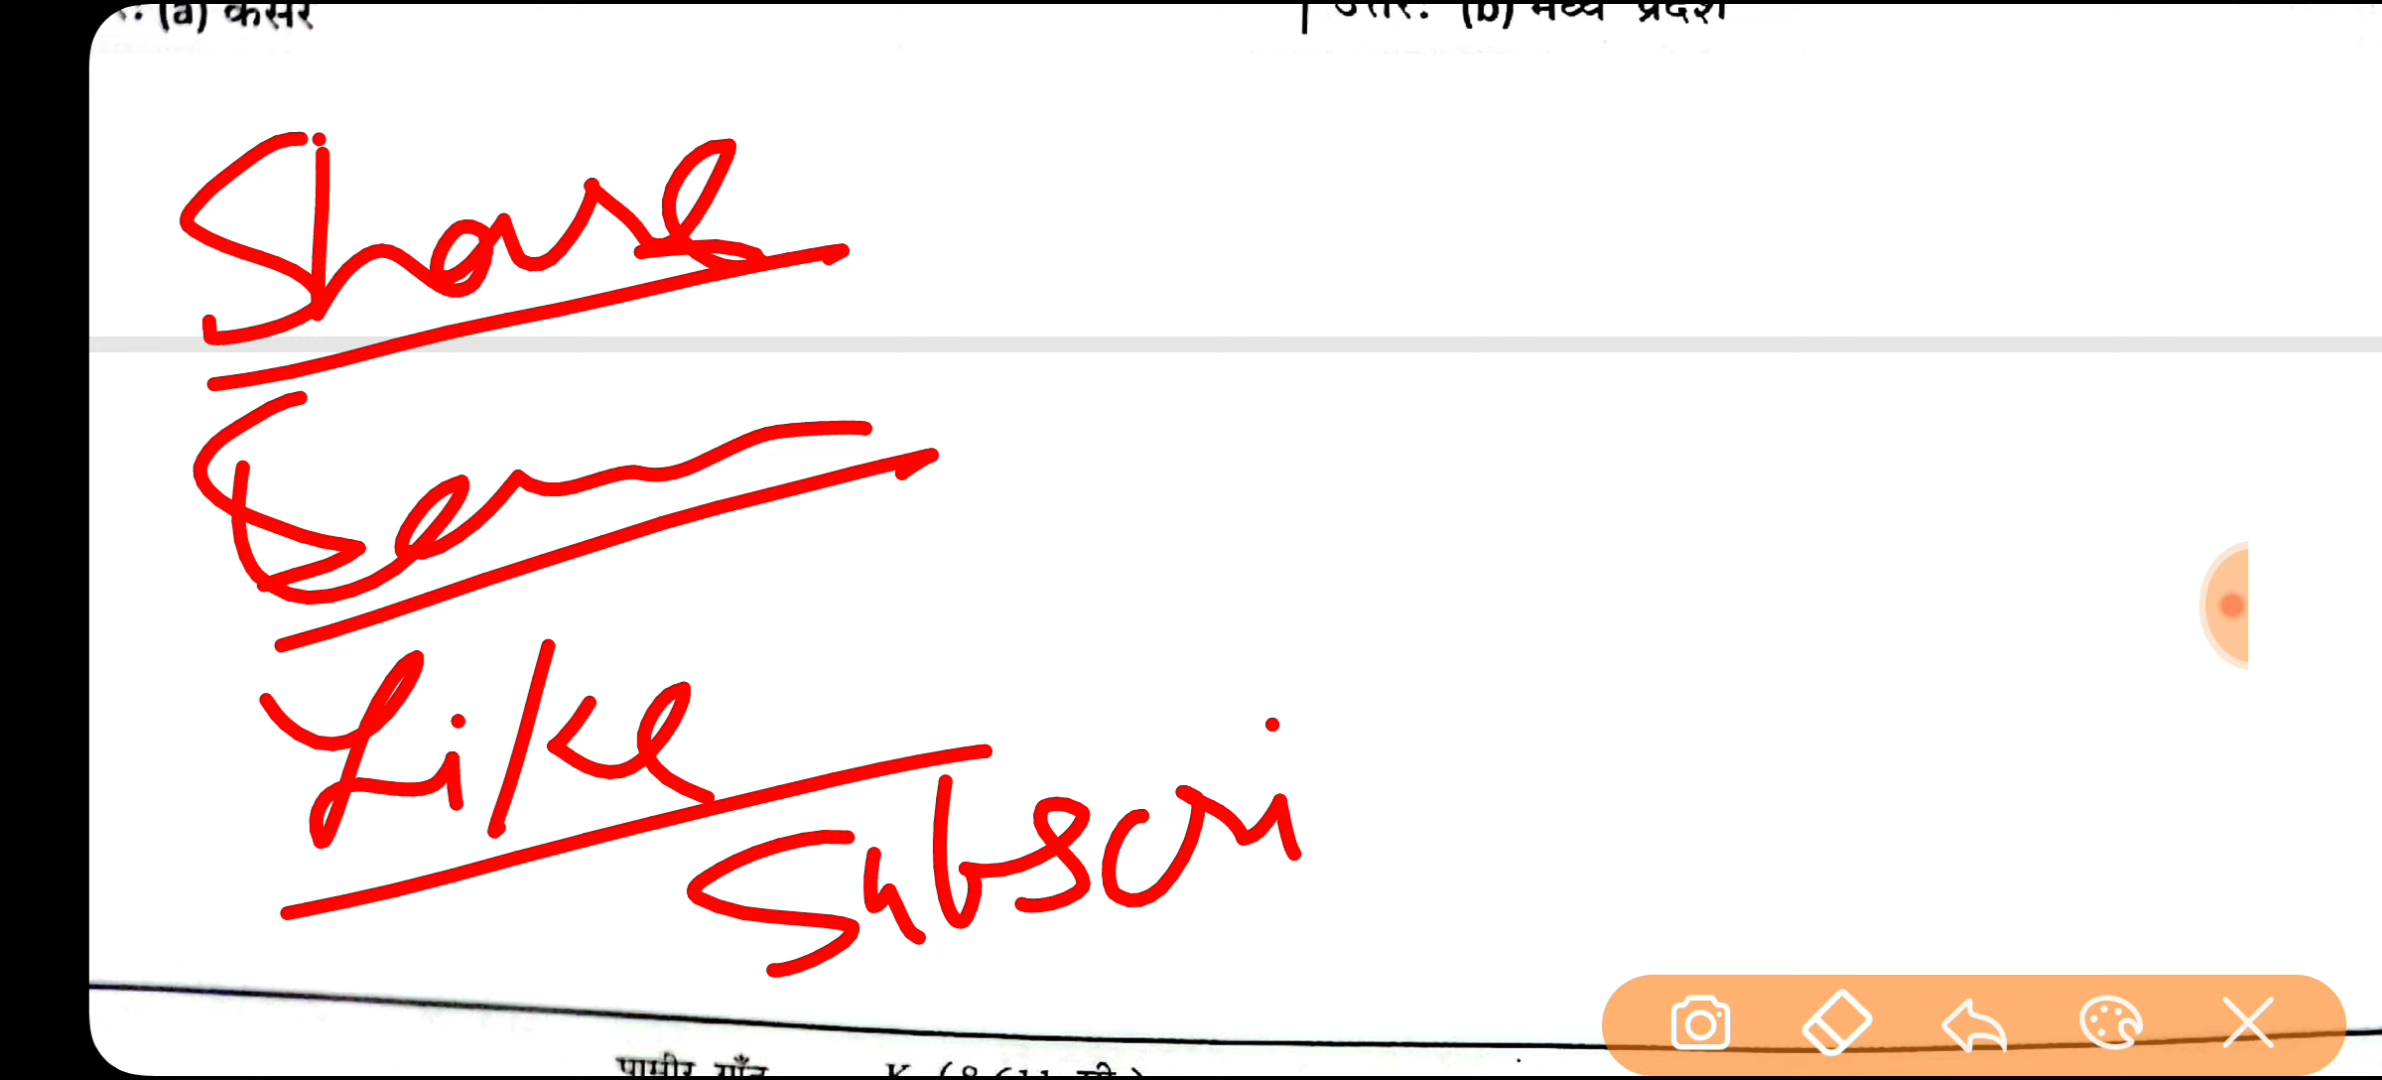 (a) केसर
उत्तर: (b) मध्य प्रदेश
Share
Like
Subscri
पामीर गाँठ